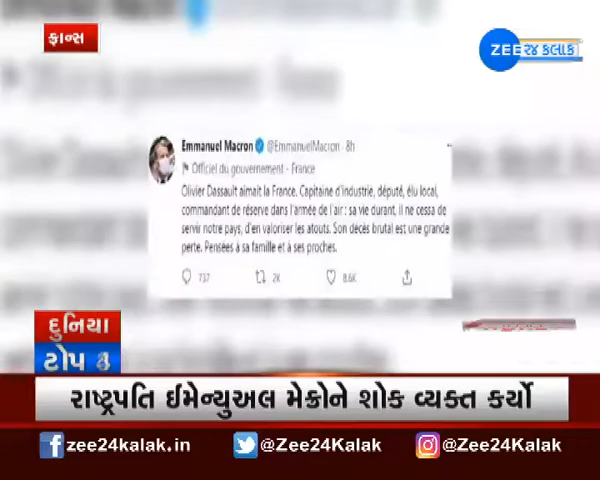 ફ્રાન્સ
ZEE ૨૪ કલાક
Emmanuel Macron @EmmanuelMacron · 8h
Officiel du gouvernement - France
Olivier Dassault aimait la France. Capitaine d'industrie, député, élu local,
commandant de réserve dans l'armée de l'air : sa vie durant, il ne cessa de
servir notre pays, d'en valoriser les atouts. Son décès brutal est une grande
perte. Pensées à sa famille et à ses proches.
737 2K 8.6K
દુનિયા
ટોપ
રાષ્ટ્રપતિ ઈમેન્યુઅલ મેક્રોને શોક વ્યક્ત કર્યો
zee24kalak.in @Zee24Kalak @Zee24Kalak